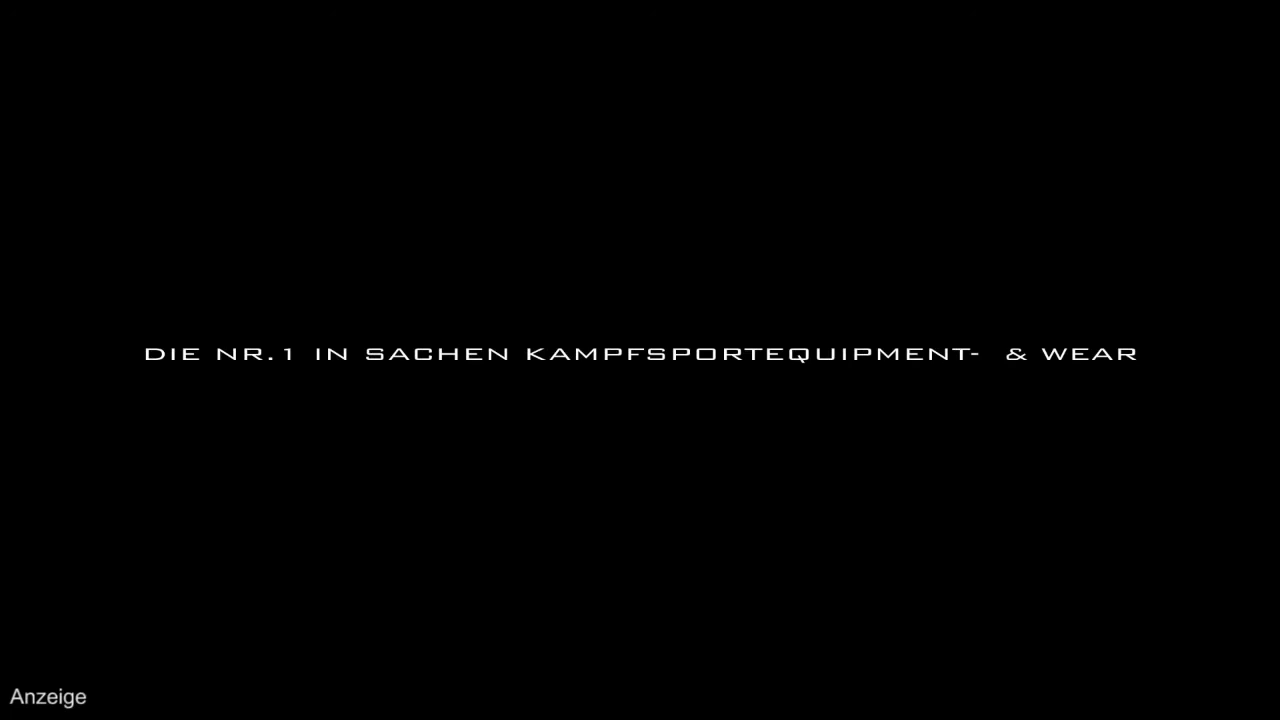 DIE NR.1 IN SACHEN KAMPFSPORTEQUIPMENT- & WEAR
Anzeige